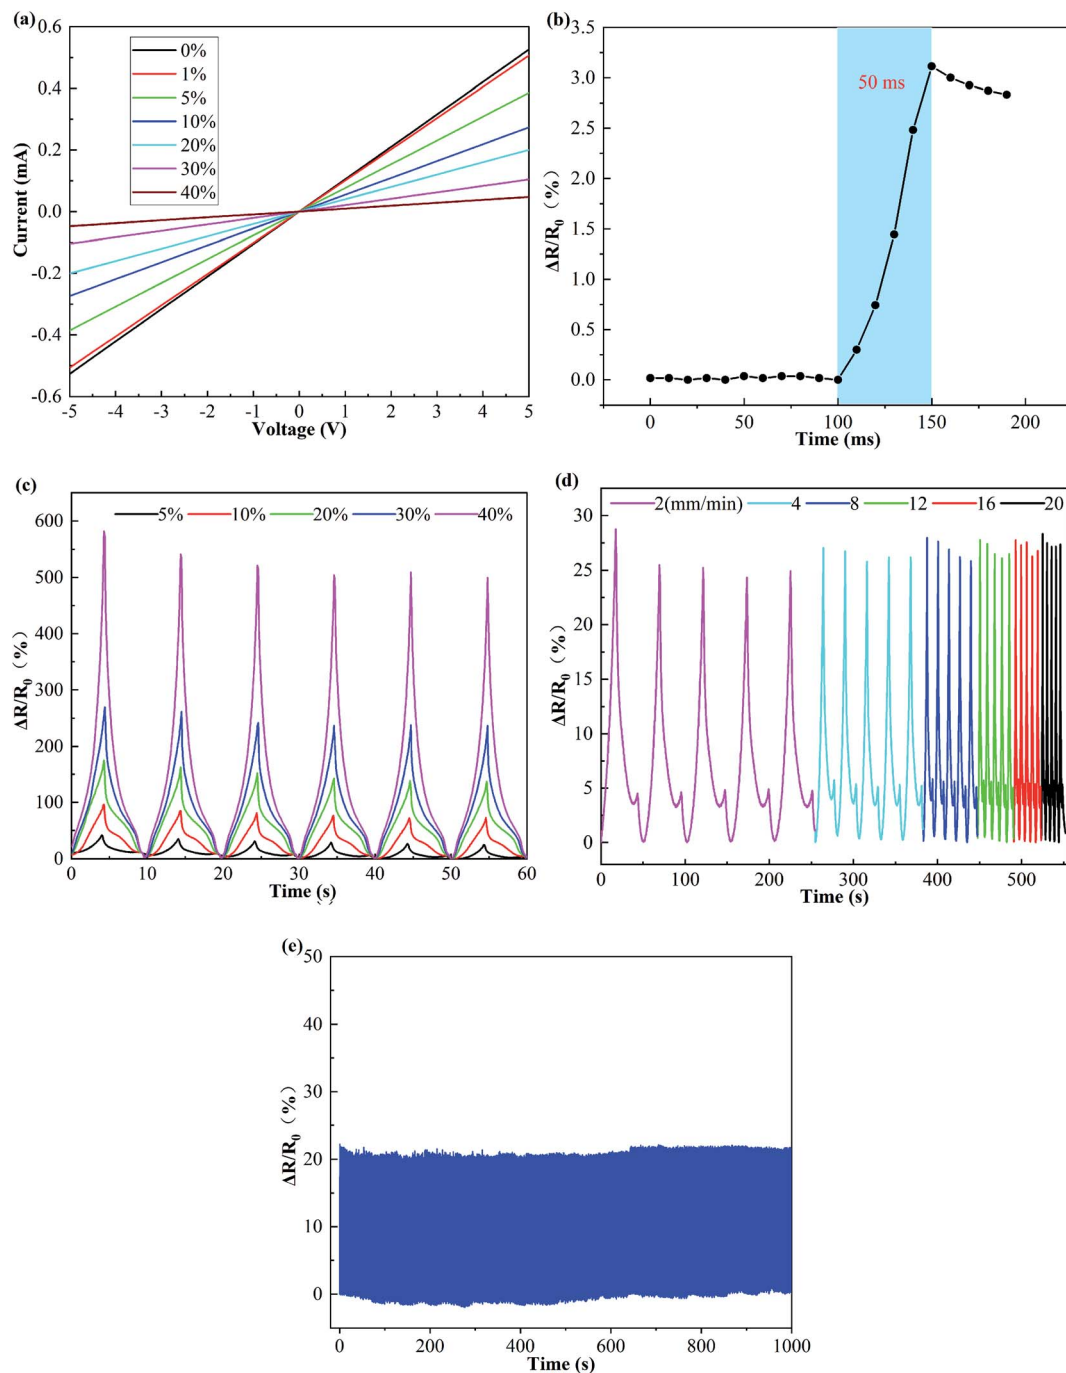 (a)
0%
1%
5%
10%
20%
30%
40%
0.6
0.4
0.2
0.0
-0.2
-0.4
-0.6
Current (mA)
-5 -4 -3 -2 -1 0 1 2 3 4 5
Voltage (V)
(b)
3.5
3.0
2.5
2.0
1.5
1.0
0.5
0.0
ΔR/R₀（%）
50 ms
0 50 100 150 200
Time (ms)
(c)
5% 10% 20% 30% 40%
600
500
400
300
200
100
0
ΔR/R₀（%）
0 10 20 30 40 50 60
Time (s)
(d)
2(mm/min) 4 8 12 16 20
30
25
20
15
10
5
0
ΔR/R₀（%）
0 100 200 300 400 500
Time (s)
(e)
50
40
30
20
10
0
ΔR/R₀（%）
0 200 400 600 800 1000
Time (s)